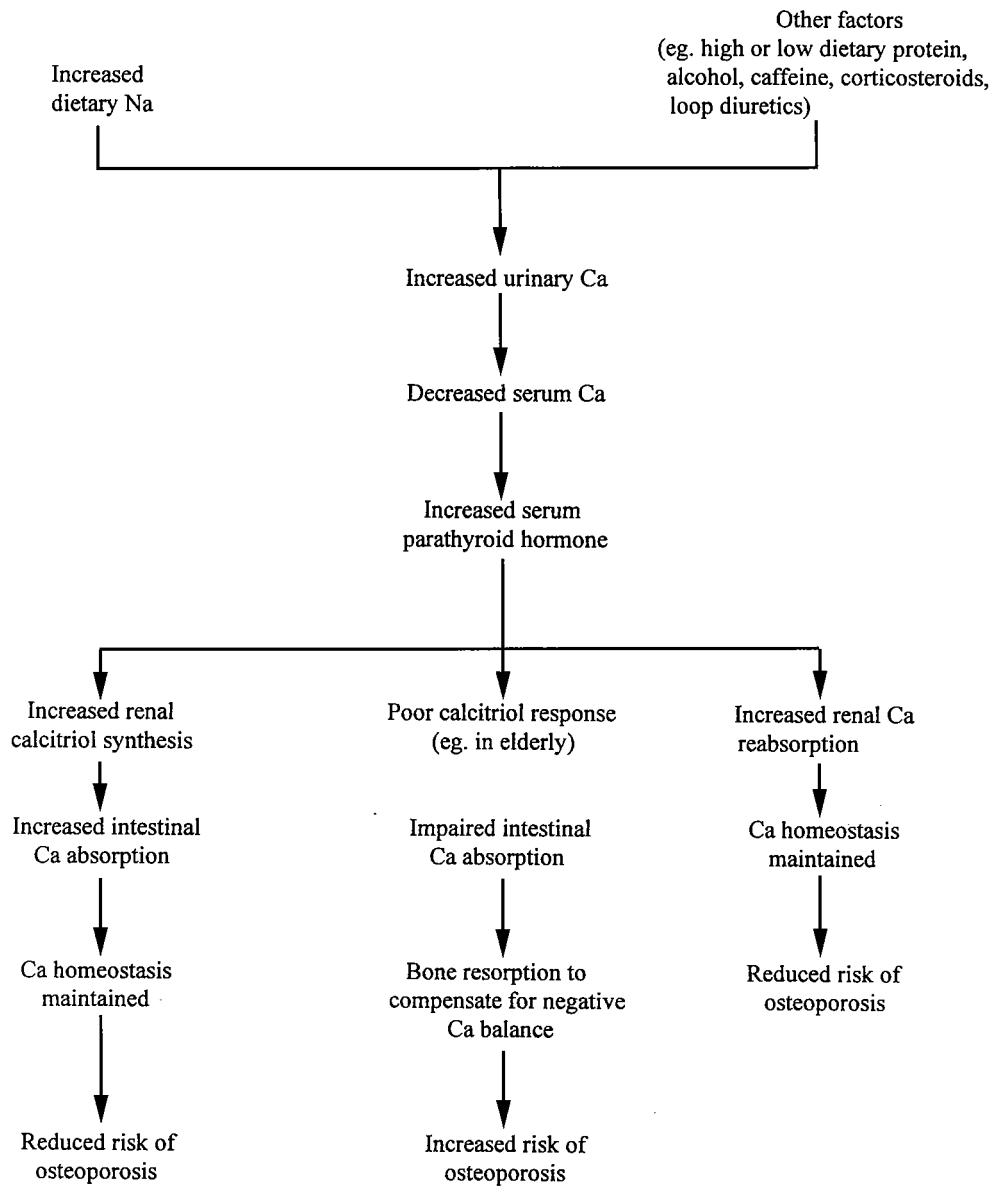 Increased
dietary Na
Other factors
(eg. high or low dietary protein,
alcohol, caffeine, corticosteroids,
loop diuretics)
Increased urinary Ca
Decreased serum Ca
Increased serum
parathyroid hormone
Increased renal
calcitriol synthesis
Increased intestinal
Ca absorption
Ca homeostasis
maintained
Reduced risk of
osteoporosis
Poor calcitriol response
(eg. in elderly)
Impaired intestinal
Ca absorption
Bone resorption to
compensate for negative
Ca balance
Increased risk of
osteoporosis
Increased renal Ca
reabsorption
Ca homeostasis
maintained
Reduced risk of
osteoporosis